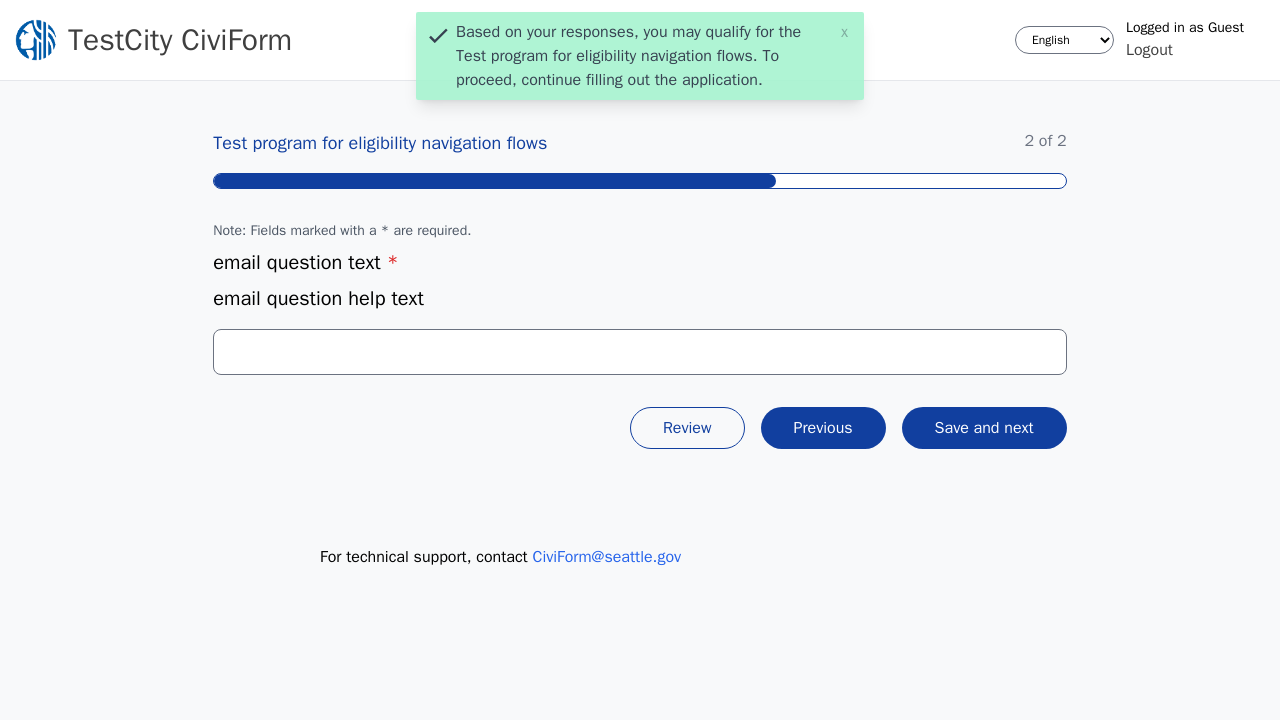 TestCity CiviForm
Based on your responses, you may qualify for the
Test program for eligibility navigation flows. To
proceed, continue filling out the application.
x
English
Logged in as Guest
Logout
Test program for eligibility navigation flows
2 of 2
Note: Fields marked with a * are required.
email question text *
email question help text
Review
Previous
Save and next
For technical support, contact CiviForm@seattle.gov